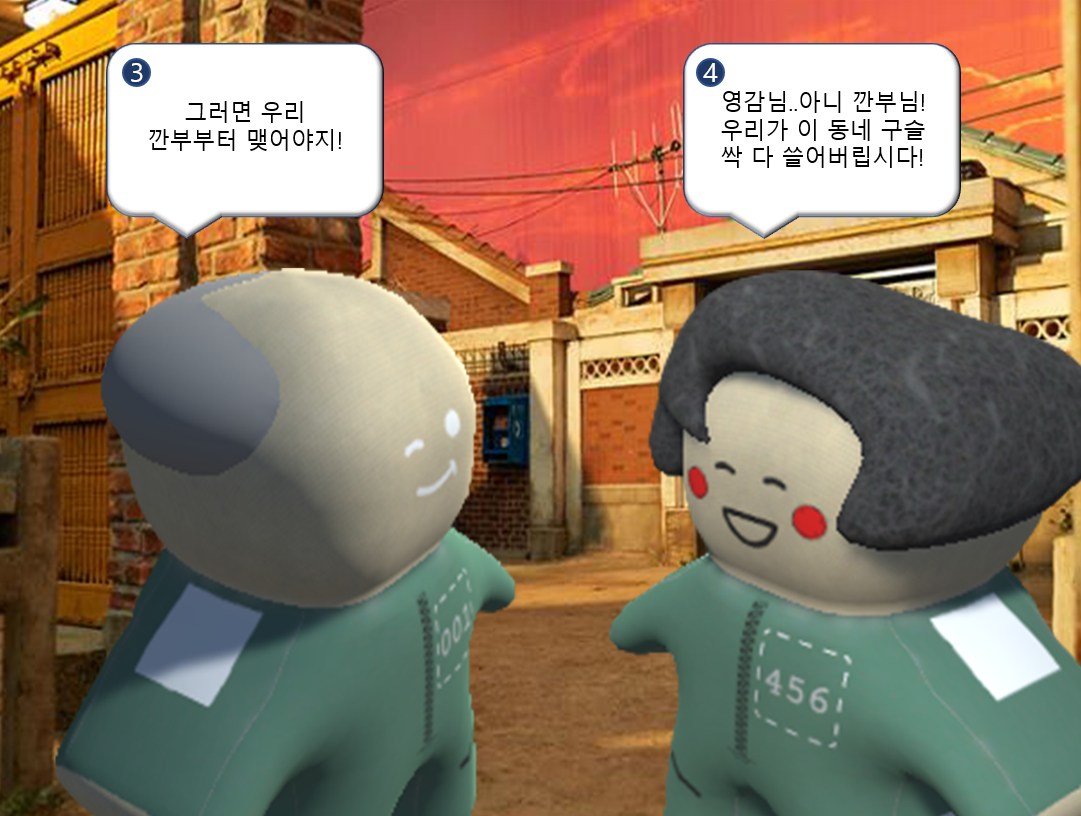 3
그러면 우리
깐부부터 맺어야지!
4
영감님..아니 깐부님!
우리가 이 동네 구슬
싹 다 쓸어버립시다!
001
456